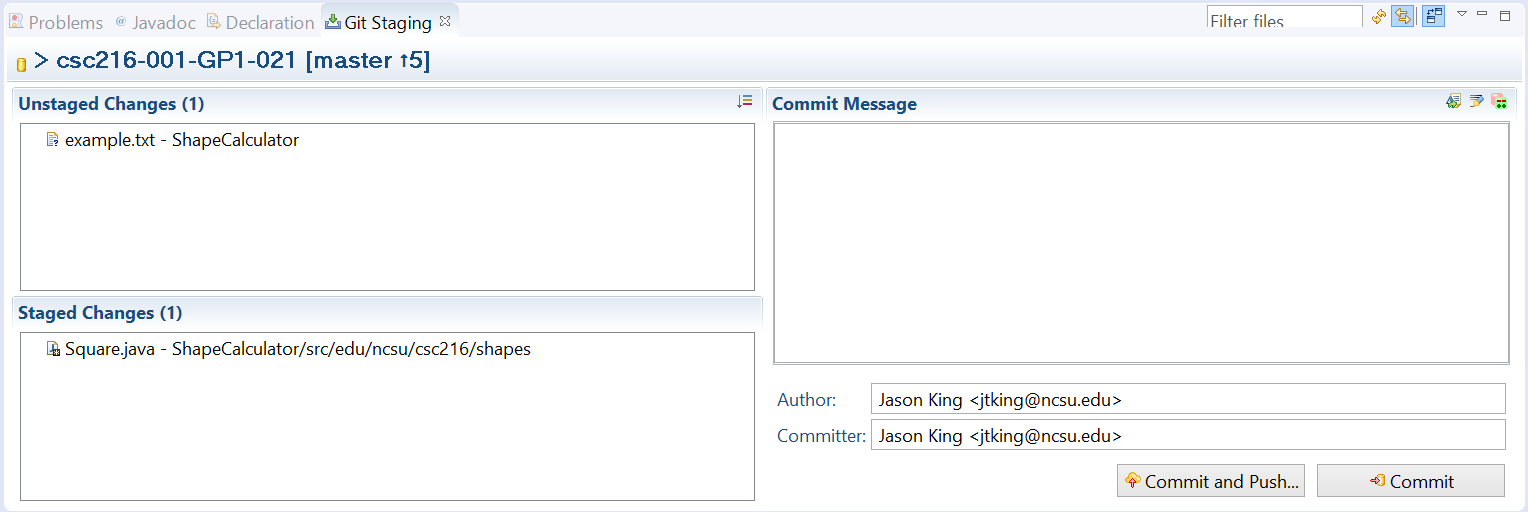 Problems @ Javadoc Declaration Git Staging Filter files
> csc216-001-GP1-021 [master ↑5]
Unstaged Changes (1)
example.txt - ShapeCalculator
Staged Changes (1)
Square.java - ShapeCalculator/src/edu/ncsu/csc216/shapes
Commit Message
Author: Jason King <jtking@ncsu.edu>
Committer: Jason King <jtking@ncsu.edu>
Commit and Push... Commit